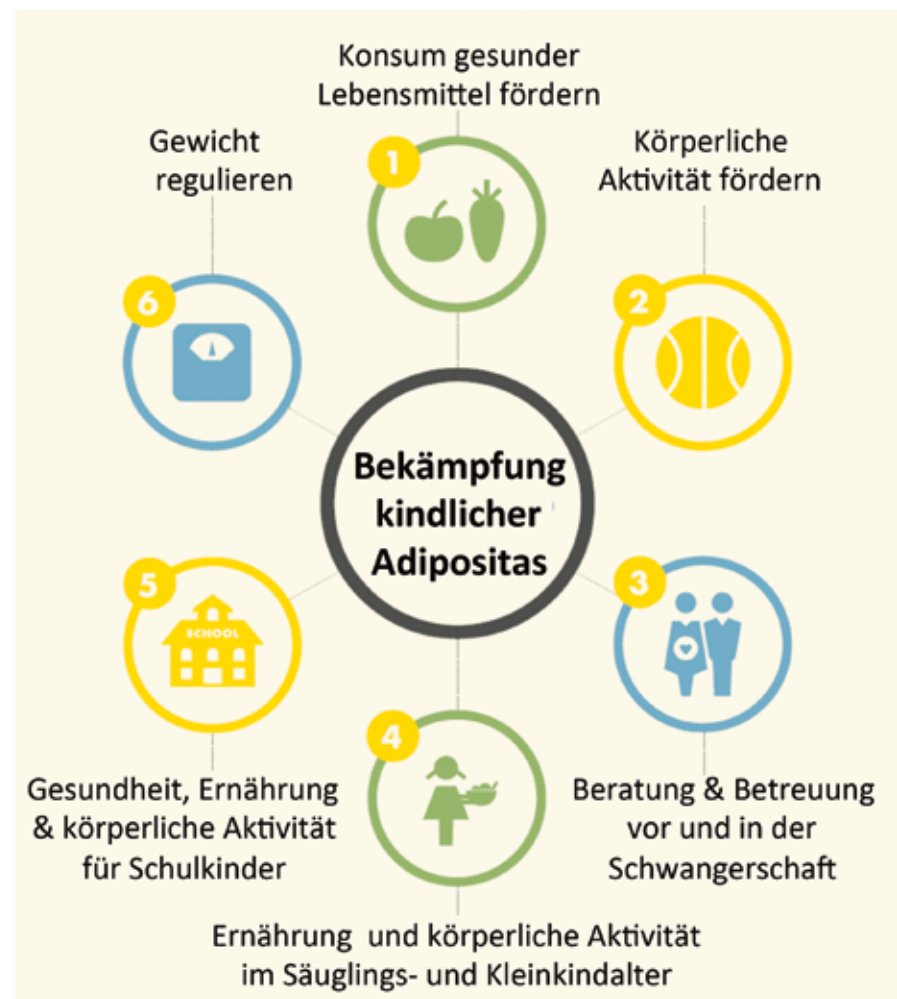 Konsum gesunder
Lebensmittel fördern
1
Körperliche
Aktivität fördern
2
Bekämpfung
kindlicher
Adipositas
3
Beratung & Betreuung
vor und in der
Schwangerschaft
4
Ernährung und körperliche Aktivität
im Säuglings- und Kleinkindalter
5
SCHOOL
Gesundheit, Ernährung
& körperliche Aktivität
für Schulkinder
Gewicht
regulieren
6